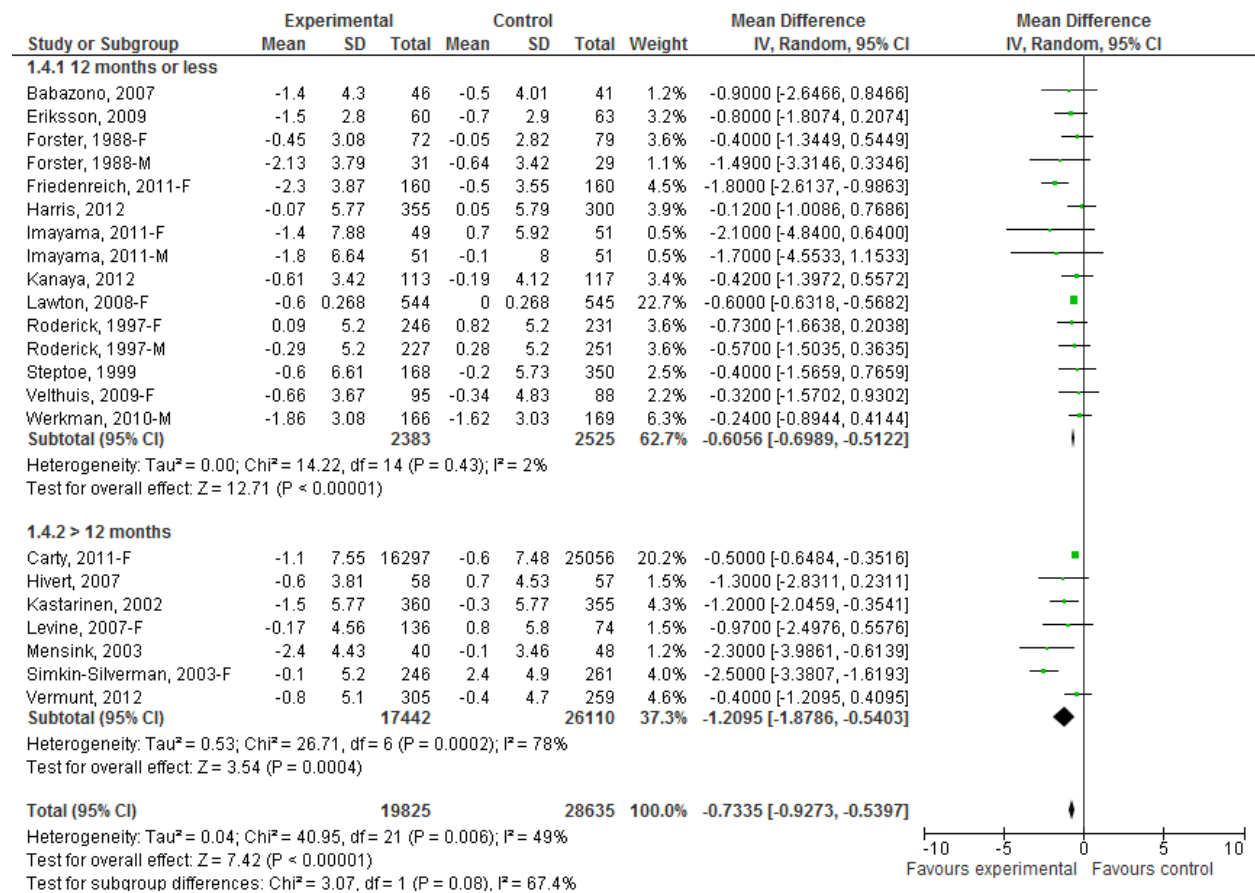 Experimental Control Mean Difference Mean Difference
Study or Subgroup Mean SD Total Mean SD Total Weight IV, Random, 95% CI IV, Random, 95% CI
1.4.1 12 months or less
Babazono, 2007 -1.4 4.3 46 -0.5 4.01 41 1.2% -0.9000 [-2.6466, 0.8466]
Eriksson, 2009 -1.5 2.8 60 -0.7 2.9 63 3.2% -0.8000 [-1.8074, 0.2074]
Forster, 1988-F -0.45 3.08 72 -0.05 2.82 79 3.6% -0.4000 [-1.3449, 0.5449]
Forster, 1988-M -2.13 3.79 31 -0.64 3.42 29 1.1% -1.4900 [-3.3146, 0.3346]
Friedenreich, 2011-F -2.3 3.87 160 -0.5 3.55 160 4.5% -1.8000 [-2.6137, -0.9863]
Harris, 2012 -0.07 5.77 355 0.05 5.79 300 3.9% -0.1200 [-1.0086, 0.7686]
Imayama, 2011-F -1.4 7.88 49 0.7 5.92 51 0.5% -2.1000 [-4.8400, 0.6400]
Imayama, 2011-M -1.8 6.64 51 -0.1 8 51 0.5% -1.7000 [-4.5533, 1.1533]
Kanaya, 2012 -0.61 3.42 113 -0.19 4.12 117 3.4% -0.4200 [-1.3972, 0.5572]
Lawton, 2008-F -0.6 0.268 544 0 0.268 545 22.7% -0.6000 [-0.6318, -0.5682]
Roderick, 1997-F 0.09 5.2 246 0.82 5.2 231 3.6% -0.7300 [-1.6638, 0.2038]
Roderick, 1997-M -0.29 5.2 227 0.28 5.2 251 3.6% -0.5700 [-1.5035, 0.3635]
Steptoe, 1999 -0.6 6.61 168 -0.2 5.73 350 2.5% -0.4000 [-1.5659, 0.7659]
Velthuis, 2009-F -0.66 3.67 95 -0.34 4.83 88 2.2% -0.3200 [-1.5702, 0.9302]
Werkman, 2010-M -1.86 3.08 166 -1.62 3.03 169 6.3% -0.2400 [-0.8944, 0.4144]
Subtotal (95% CI) 2383 2525 62.7% -0.6056 [-0.6989, -0.5122]
Heterogeneity: Tau² = 0.00; Chi² = 14.22, df = 14 (P = 0.43); I² = 2%
Test for overall effect: Z = 12.71 (P < 0.00001)
1.4.2 > 12 months
Carty, 2011-F -1.1 7.55 16297 -0.6 7.48 25056 20.2% -0.5000 [-0.6484, -0.3516]
Hivert, 2007 -0.6 3.81 58 0.7 4.53 57 1.5% -1.3000 [-2.8311, 0.2311]
Kastarinen, 2002 -1.5 5.77 360 -0.3 5.77 355 4.3% -1.2000 [-2.0459, -0.3541]
Levine, 2007-F -0.17 4.56 136 0.8 5.8 74 1.5% -0.9700 [-2.4976, 0.5576]
Mensink, 2003 -2.4 4.43 40 -0.1 3.46 48 1.2% -2.3000 [-3.9861, -0.6139]
Simkin-Silverman, 2003-F -0.1 5.2 246 2.4 4.9 261 4.0% -2.5000 [-3.3807, -1.6193]
Vermunt, 2012 -0.8 5.1 305 -0.4 4.7 259 4.6% -0.4000 [-1.2095, 0.4095]
Subtotal (95% CI) 17442 26110 37.3% -1.2095 [-1.8786, -0.5403]
Heterogeneity: Tau² = 0.53; Chi² = 26.71, df = 6 (P = 0.0002); I² = 78%
Test for overall effect: Z = 3.54 (P = 0.0004)
Total (95% CI) 19825 28635 100.0% -0.7335 [-0.9273, -0.5397]
Heterogeneity: Tau² = 0.04; Chi² = 40.95, df = 21 (P = 0.006); I² = 49%
Test for overall effect: Z = 7.42 (P < 0.00001)
Test for subgroup differences: Chi² = 3.07, df = 1 (P = 0.08), I² = 67.4%
-10 -5 0 5 10
Favours experimental Favours control